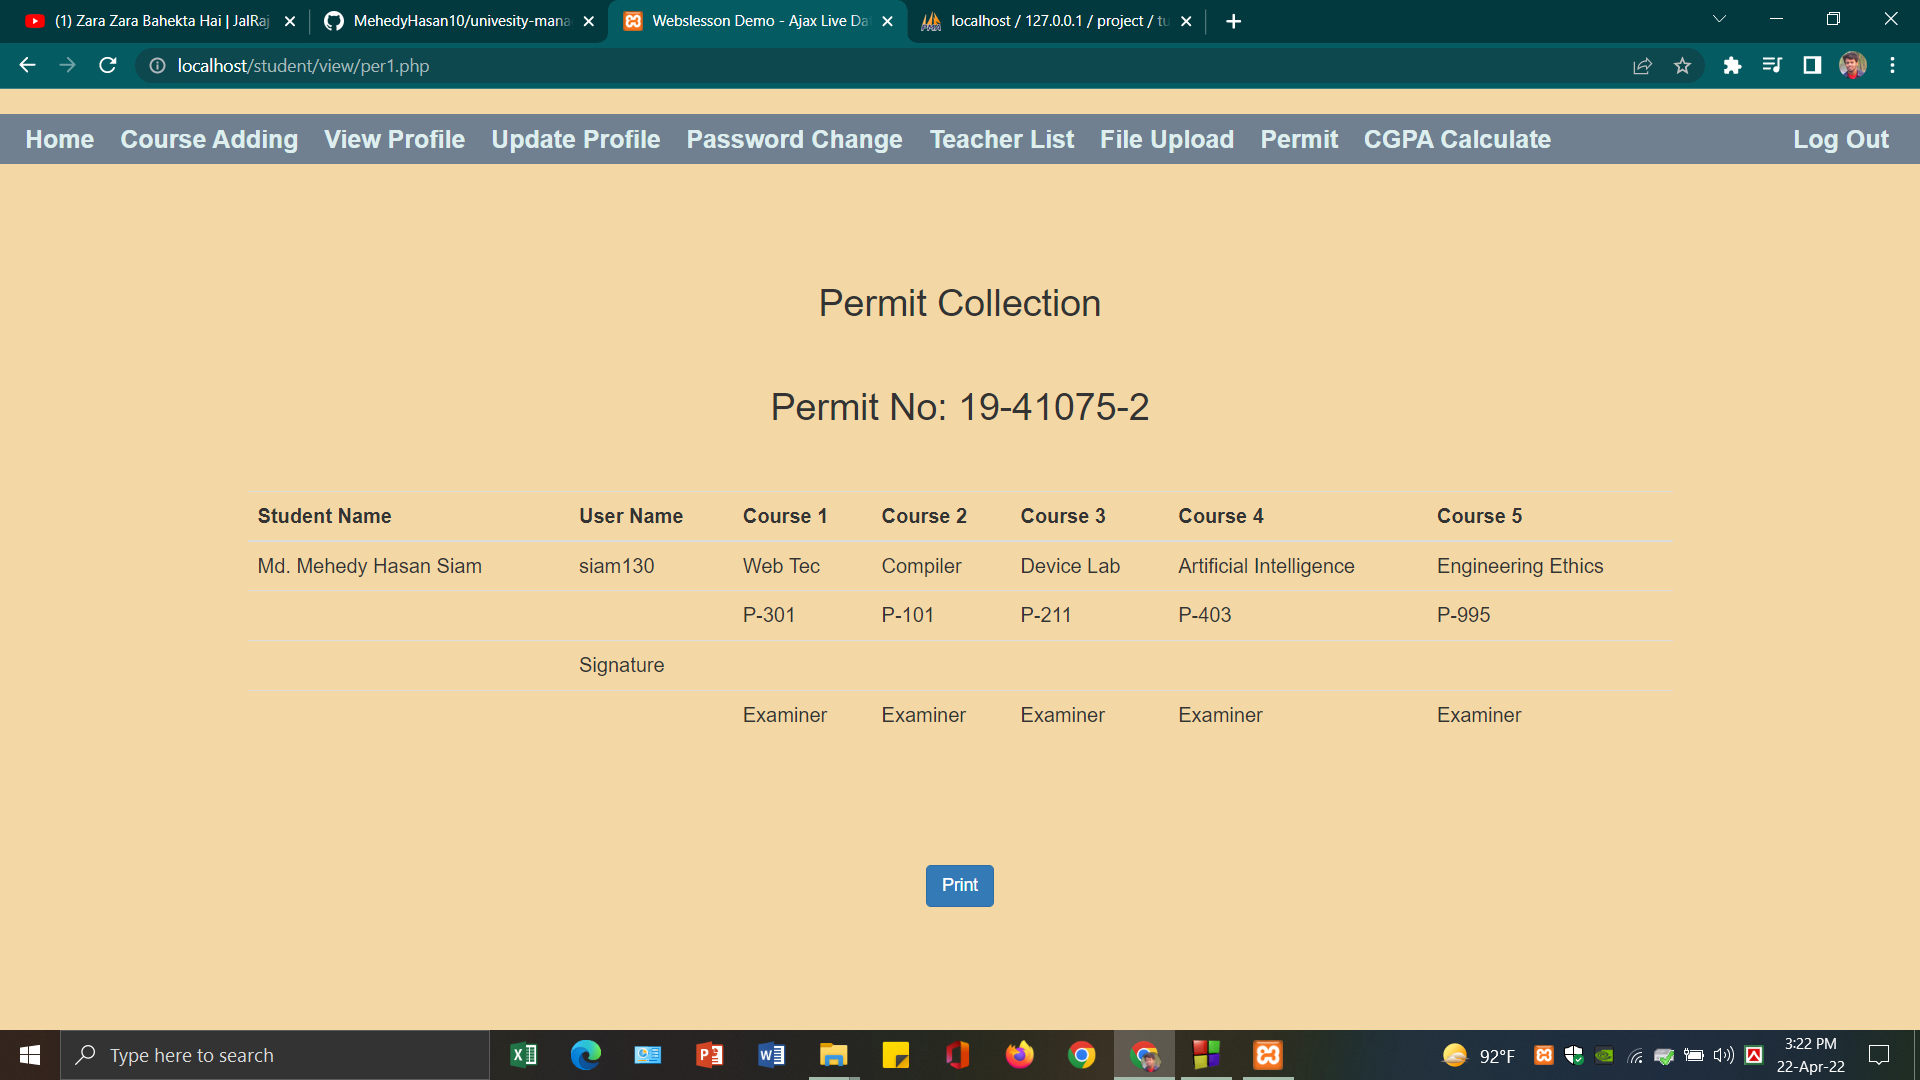 (1) Zara Zara Bahekta Hai | JalRaj
MehedyHasan10/univesity-mana
Webslesson Demo - Ajax Live Da
localhost / 127.0.0.1 / project / tu
localhost/student/view/per1.php
Home Course Adding View Profile Update Profile Password Change Teacher List File Upload Permit CGPA Calculate Log Out
Permit Collection
Permit No: 19-41075-2
Student Name User Name Course 1 Course 2 Course 3 Course 4 Course 5
Md. Mehedy Hasan Siam siam130 Web Tec Compiler Device Lab Artificial Intelligence Engineering Ethics
P-301 P-101 P-211 P-403 P-995
Signature
Examiner Examiner Examiner Examiner Examiner
Print
Type here to search
92°F
3:22 PM
22-Apr-22